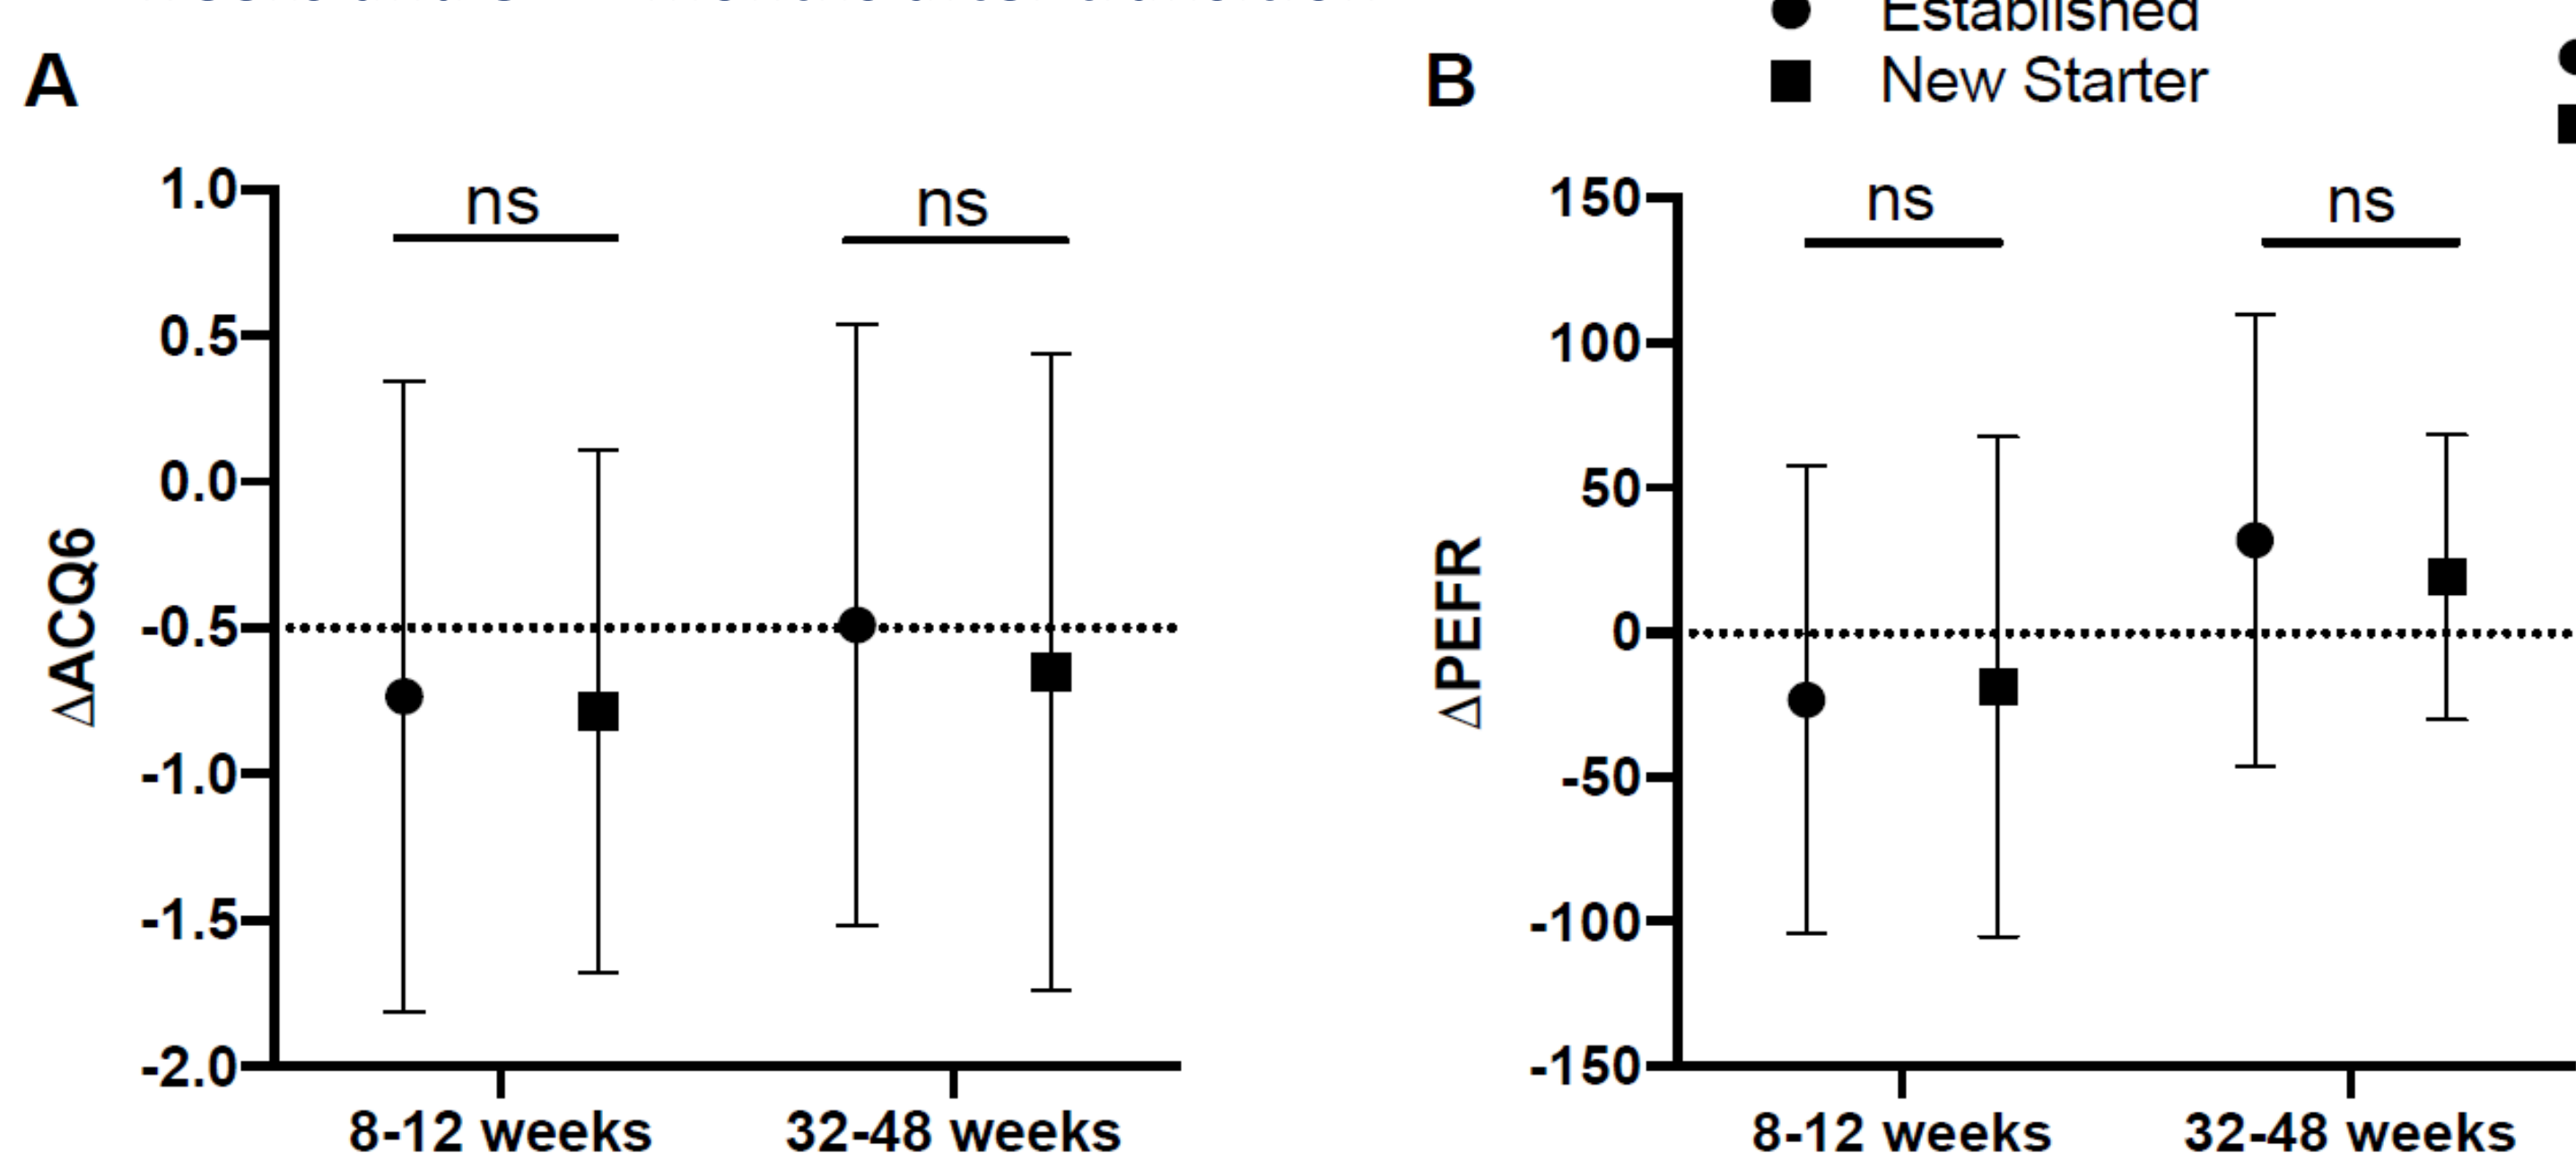 Established
New Starter
A
B
1.0
0.5
0.0
-0.5
-1.0
-1.5
-2.0
ΔACQ6
ns
ns
8-12 weeks
32-48 weeks
150
100
50
0
-50
-100
-150
ΔPEFR
ns
ns
8-12 weeks
32-48 weeks